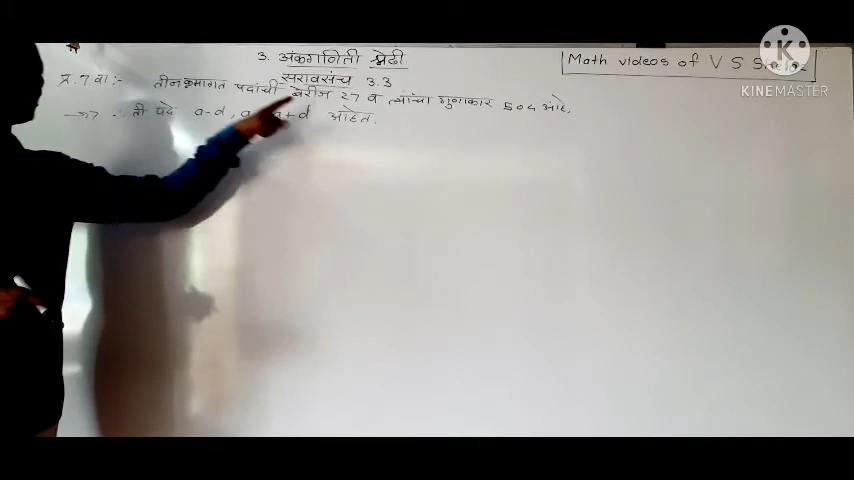 3. अंकगणिती श्रेढी
Math videos of V S
KINEMASTER
सरावसंच 3.3
प्र. 7 वा :- तीन क्रमागत पदांची बेरीज 27 व त्यांचा गुणाकार 504 आहे.
→ ∴ ती पदे a-d, a+d आहेत.